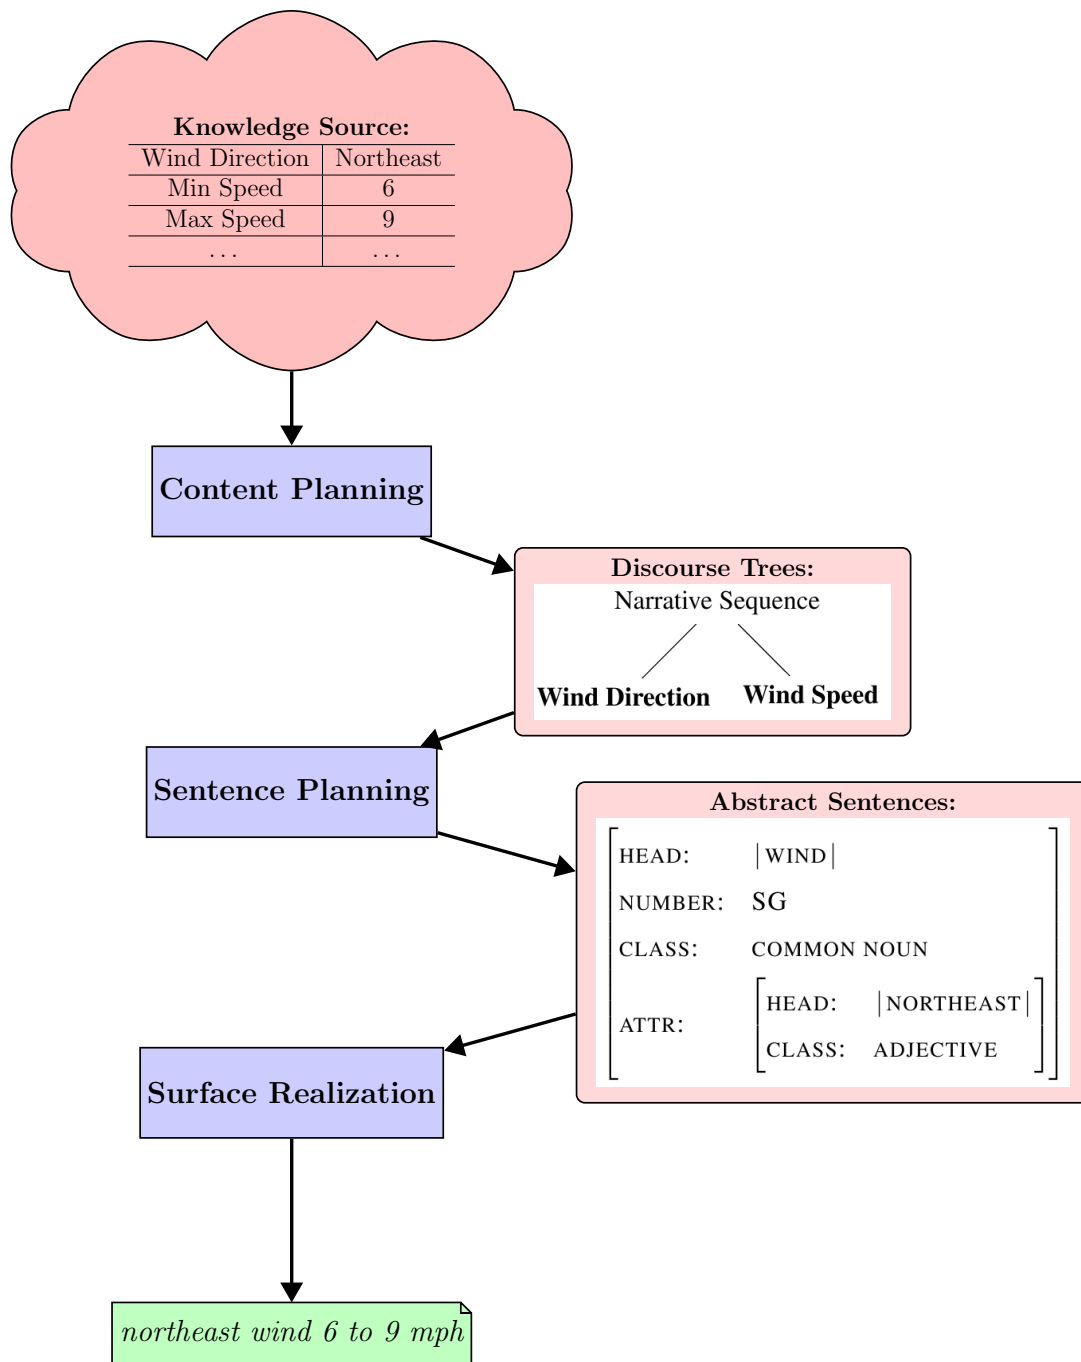 Knowledge Source:
Wind Direction Northeast
Min Speed 6
Max Speed 9
... ...
Content Planning
Discourse Trees:
Narrative Sequence
Wind Direction Wind Speed
Sentence Planning
Abstract Sentences:
HEAD: |WIND|
NUMBER: SG
CLASS: COMMON NOUN
ATTR: HEAD: |NORTHEAST|
CLASS: ADJECTIVE
Surface Realization
northeast wind 6 to 9 mph